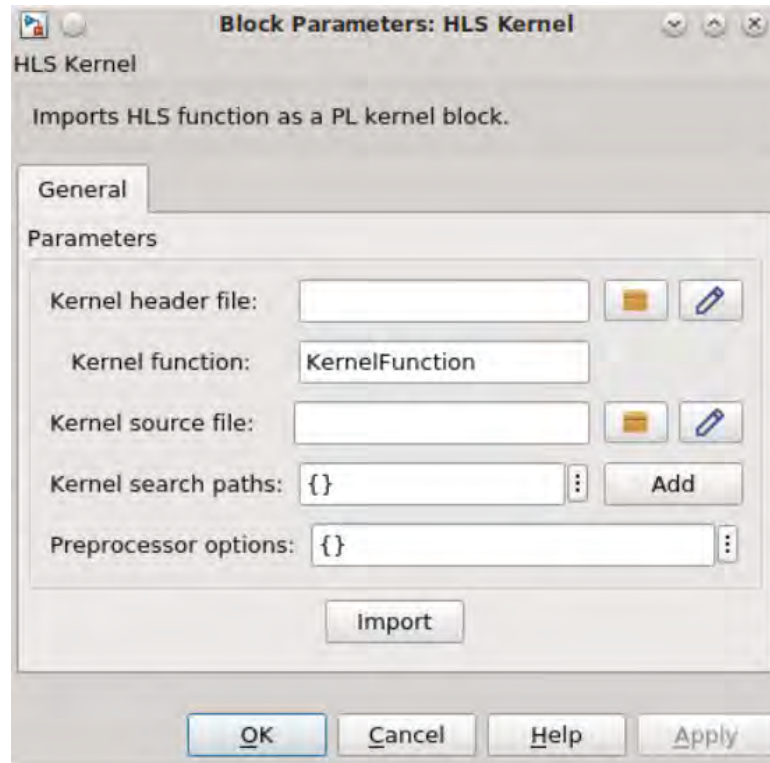 Block Parameters: HLS Kernel
HLS Kernel
Imports HLS function as a PL kernel block.
General
Parameters
Kernel header file:
Kernel function: KernelFunction
Kernel source file:
Kernel search paths: {} Add
Preprocessor options: {}
Import
OK Cancel Help Apply